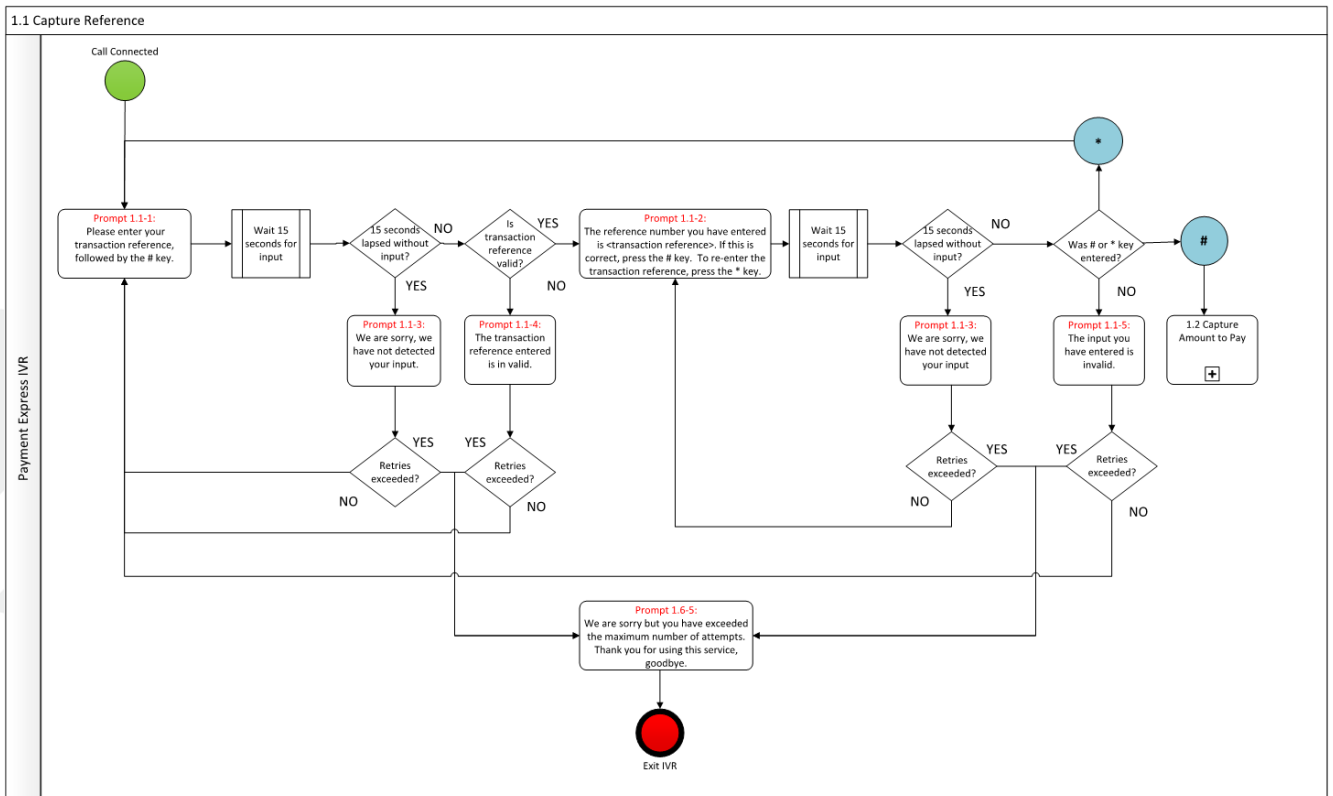 1.1 Capture Reference
Payment Express IVR
Call Connected
*
Prompt 1.1-1:
Please enter your
transaction reference,
followed by the # key.
Wait 15
seconds for
input
15 seconds
lapsed without
input?
NO
YES
Is
transaction
reference
valid?
YES
NO
Prompt 1.1-2:
The reference number you have entered
is <transaction reference>. If this is
correct, press the # key.  To re-enter the
transaction reference, press the * key.
Wait 15
seconds for
input
15 seconds
lapsed without
input?
NO
YES
Was # or * key
entered?
NO
#
Prompt 1.1-3:
We are sorry, we
have not detected
your input.
Prompt 1.1-4:
The transaction
reference entered
is in valid.
Prompt 1.1-3:
We are sorry, we
have not detected
your input
Prompt 1.1-5:
The input you
have entered is
invalid.
1.2 Capture
Amount to Pay
+
Retries
exceeded?
YES
NO
YES
Retries
exceeded?
NO
Retries
exceeded?
YES
NO
YES
Retries
exceeded?
NO
Prompt 1.6-5:
We are sorry but you have exceeded
the maximum number of attempts.
Thank you for using this service,
goodbye.
Exit IVR